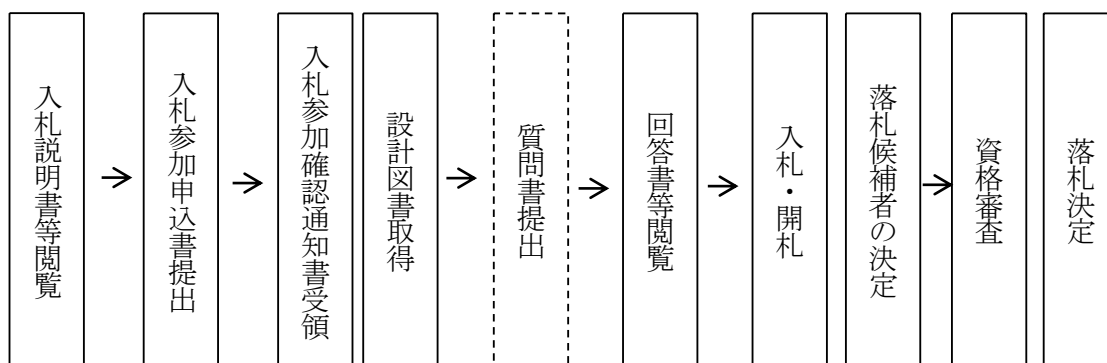 入札説明書等閲覧
入札参加申込書提出
入札参加確認通知書受領
設計図書取得
質問書提出
回答書等閲覧
入札・開札
落札候補者の決定
資格審査
落札決定